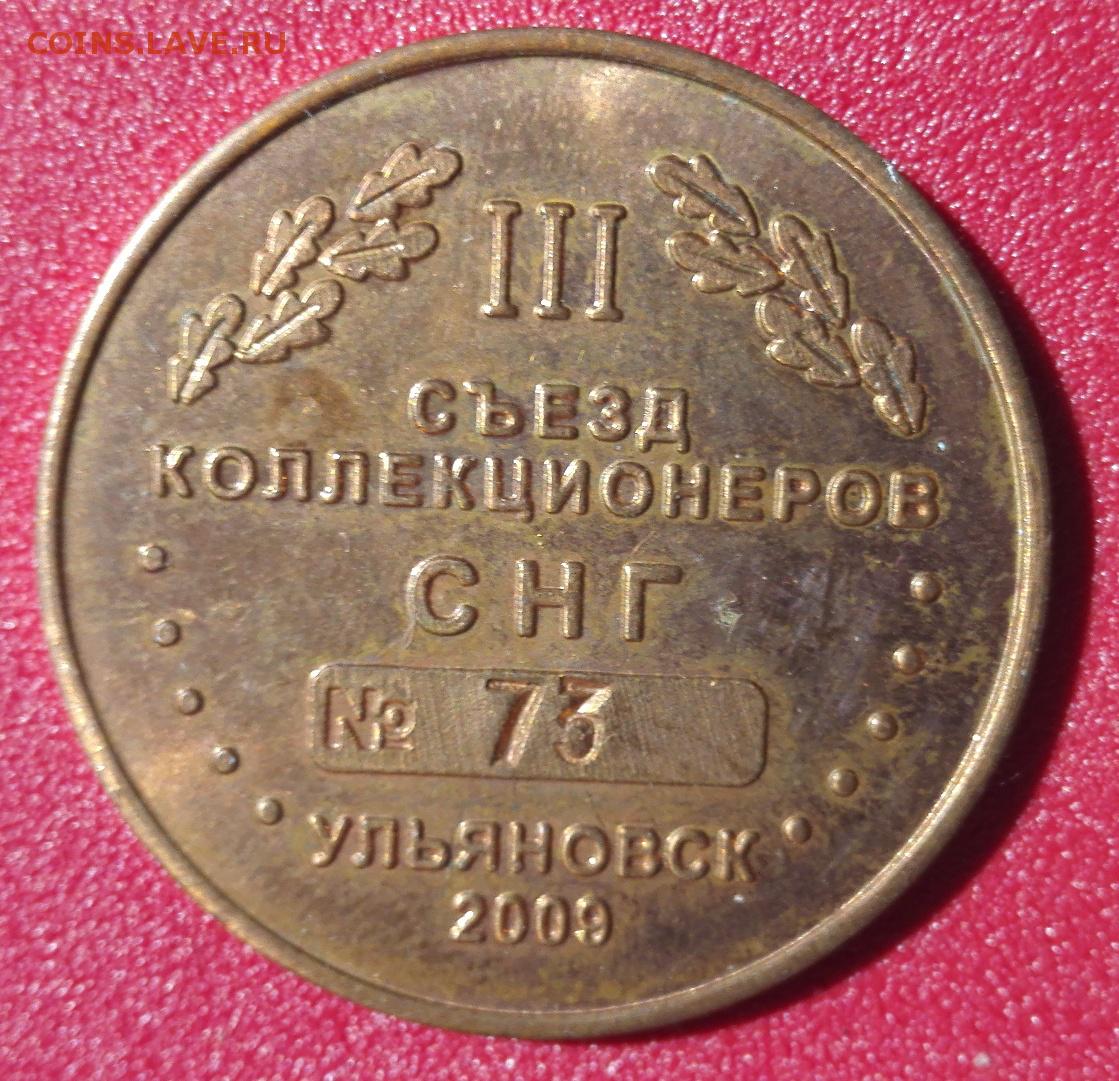 COINS.LAVE.RU
III
СЪЕЗД
КОЛЛЕКЦИОНЕРОВ
СНГ
№ 73
УЛЬЯНОВСК
2009